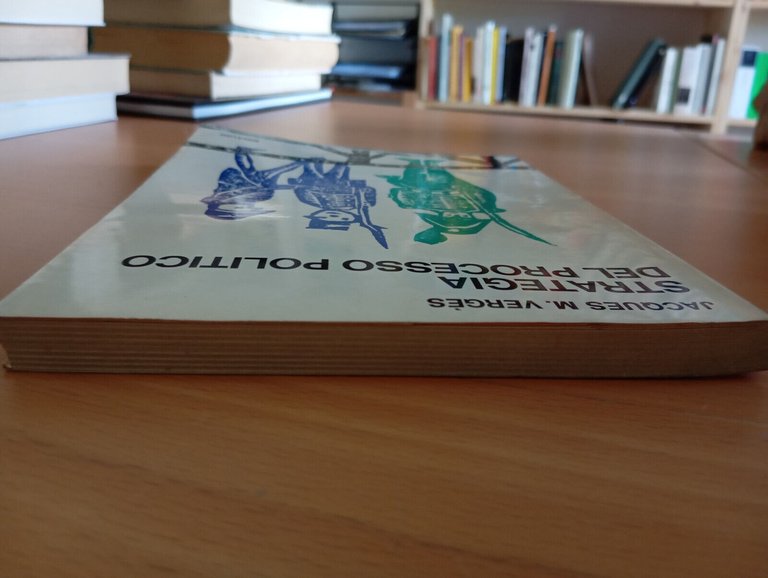 JACQUES M. VERGÈS
STRATEGIA
DEL PROCESSO POLITICO